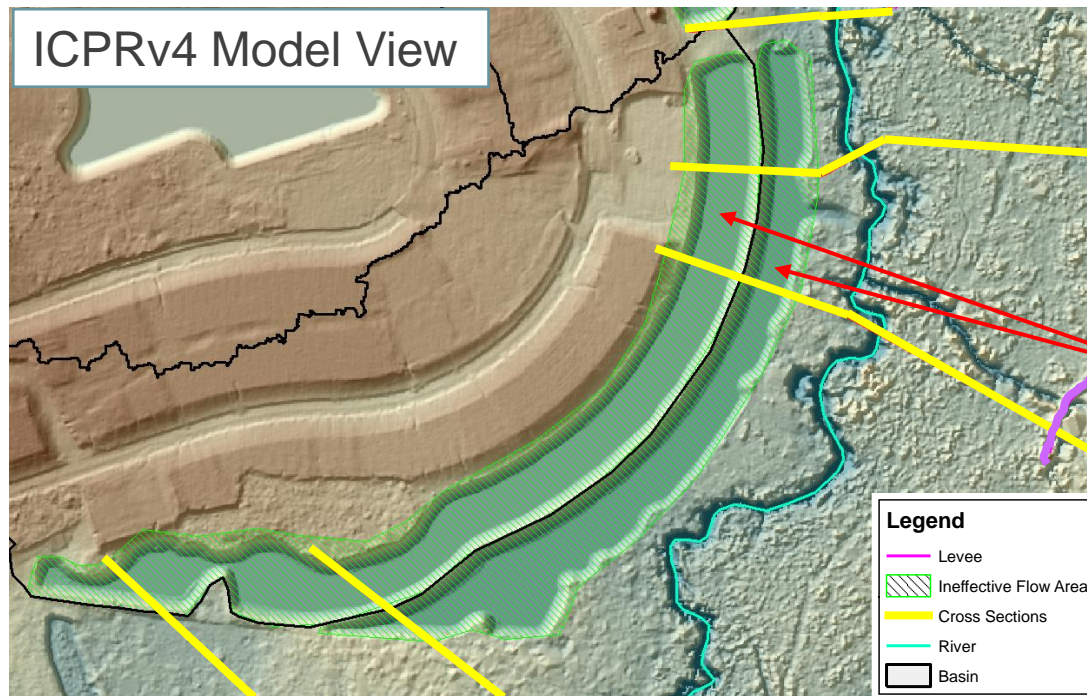 ICPRv4 Model View
Legend
Levee
Ineffective Flow Area
Cross Sections
River
Basin